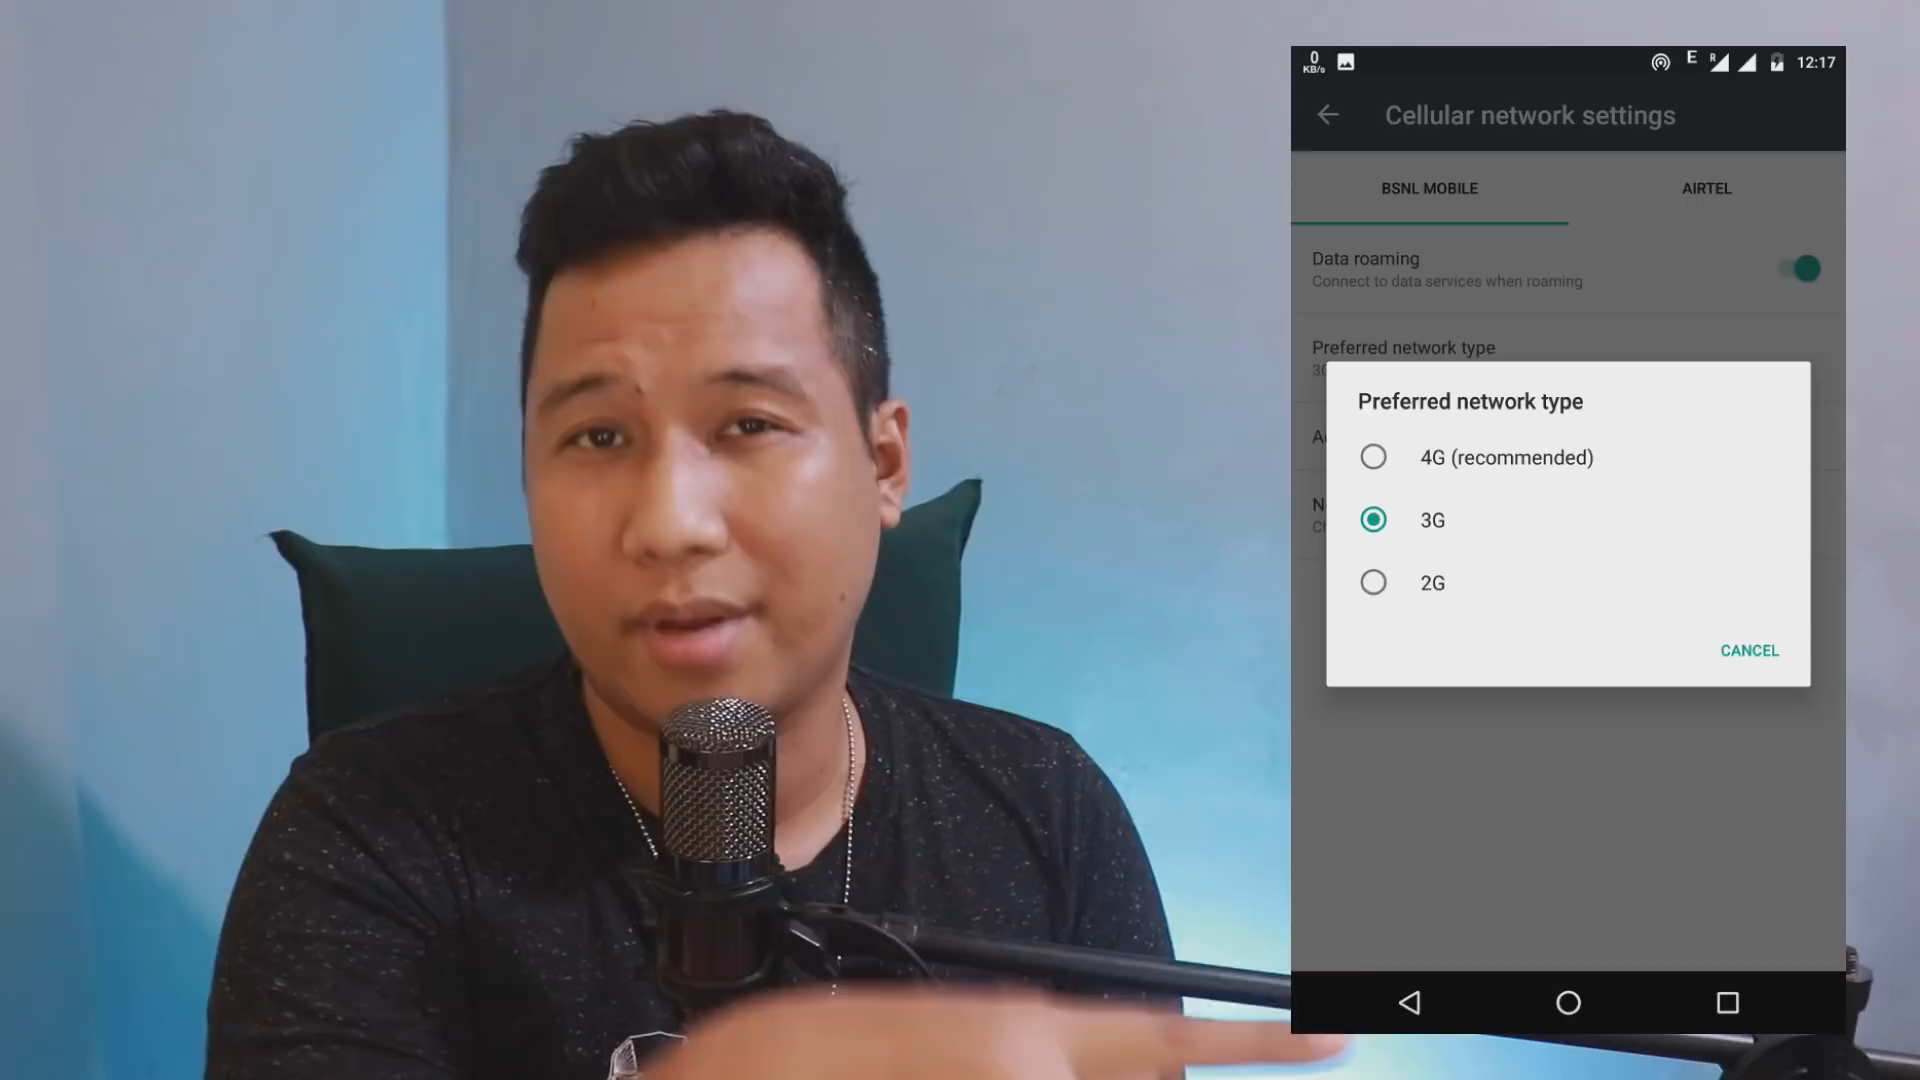 0
KB/s
E
R
12:17
Cellular network settings
BSNL MOBILE
AIRTEL
Data roaming
Connect to data services when roaming
Preferred network type
3G
Preferred network type
4G (recommended)
3G
2G
CANCEL